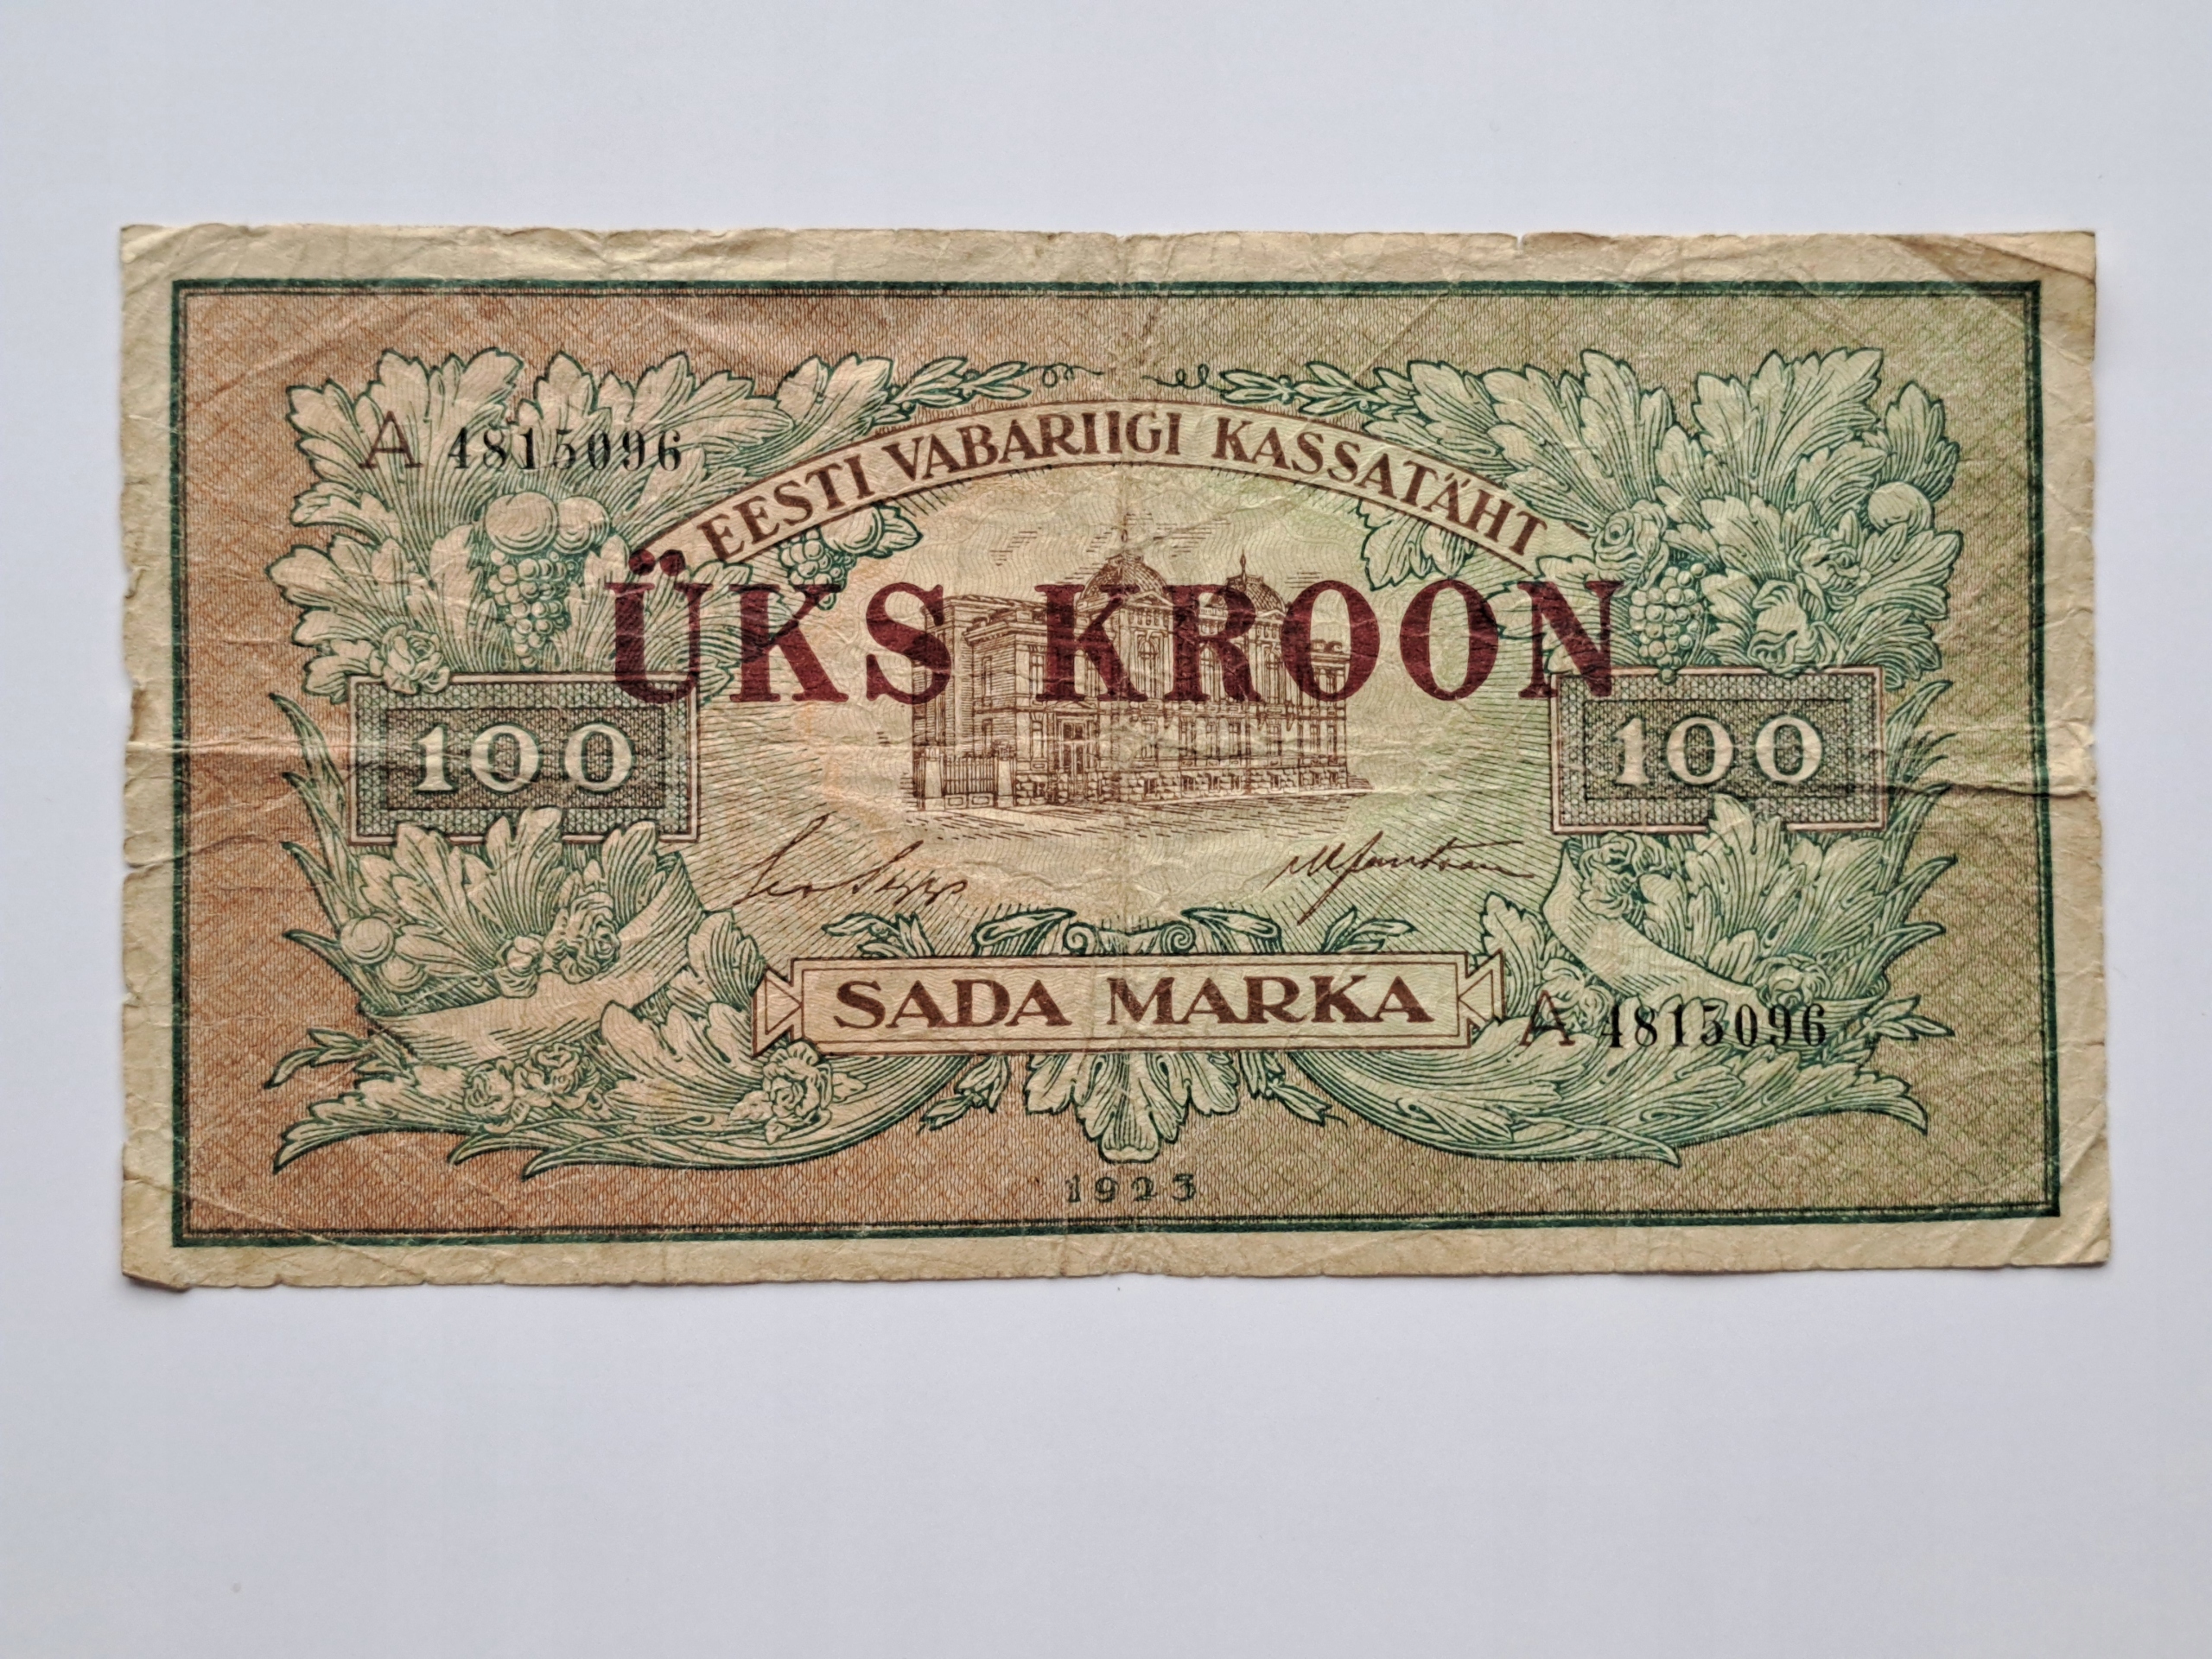 A 4815096
EESTI VABARIIGI KASSATÄHT
ÜKS KROON
100
100
SADA MARKA
A 4815096
1923